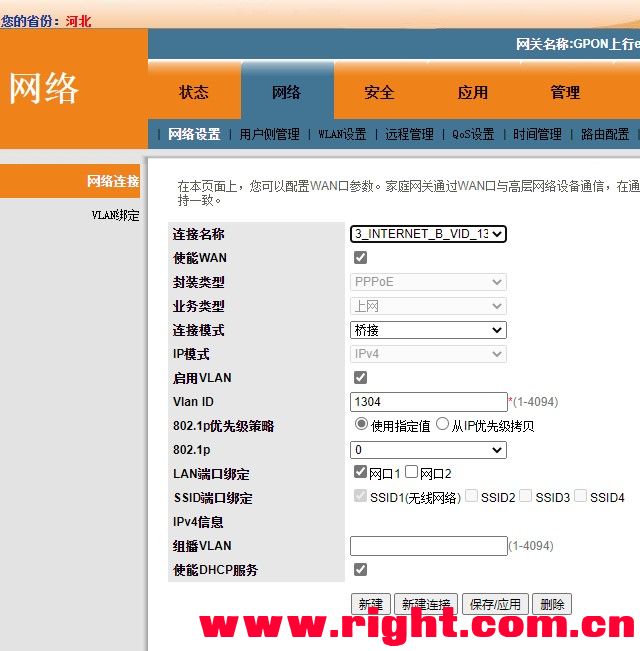 您的省份：河北
网关名称:GPON上行e
网络
状态 网络 安全 应用 管理
| 网络设置 | 用户侧管理 | WLAN设置 | 远程管理 | QoS设置 | 时间管理 | 路由配置 |
网络连接
VLAN绑定
在本页面上，您可以配置WAN口参数。家庭网关通过WAN口与高层网络设备通信，在通
持一致。
连接名称 3_INTERNET_B_VID_13
使能WAN
封装类型 PPPoE
业务类型 上网
连接模式 桥接
IP模式 IPv4
启用VLAN
Vlan ID 1304 *(1-4094)
802.1p优先级策略 使用指定值 从IP优先级拷贝
802.1p 0
LAN端口绑定 网口1 网口2
SSID端口绑定 SSID1(无线网络) SSID2 SSID3 SSID4
IPv4信息
组播VLAN (1-4094)
使能DHCP服务
新建 新建连接 保存/应用 删除
www.right.com.cn